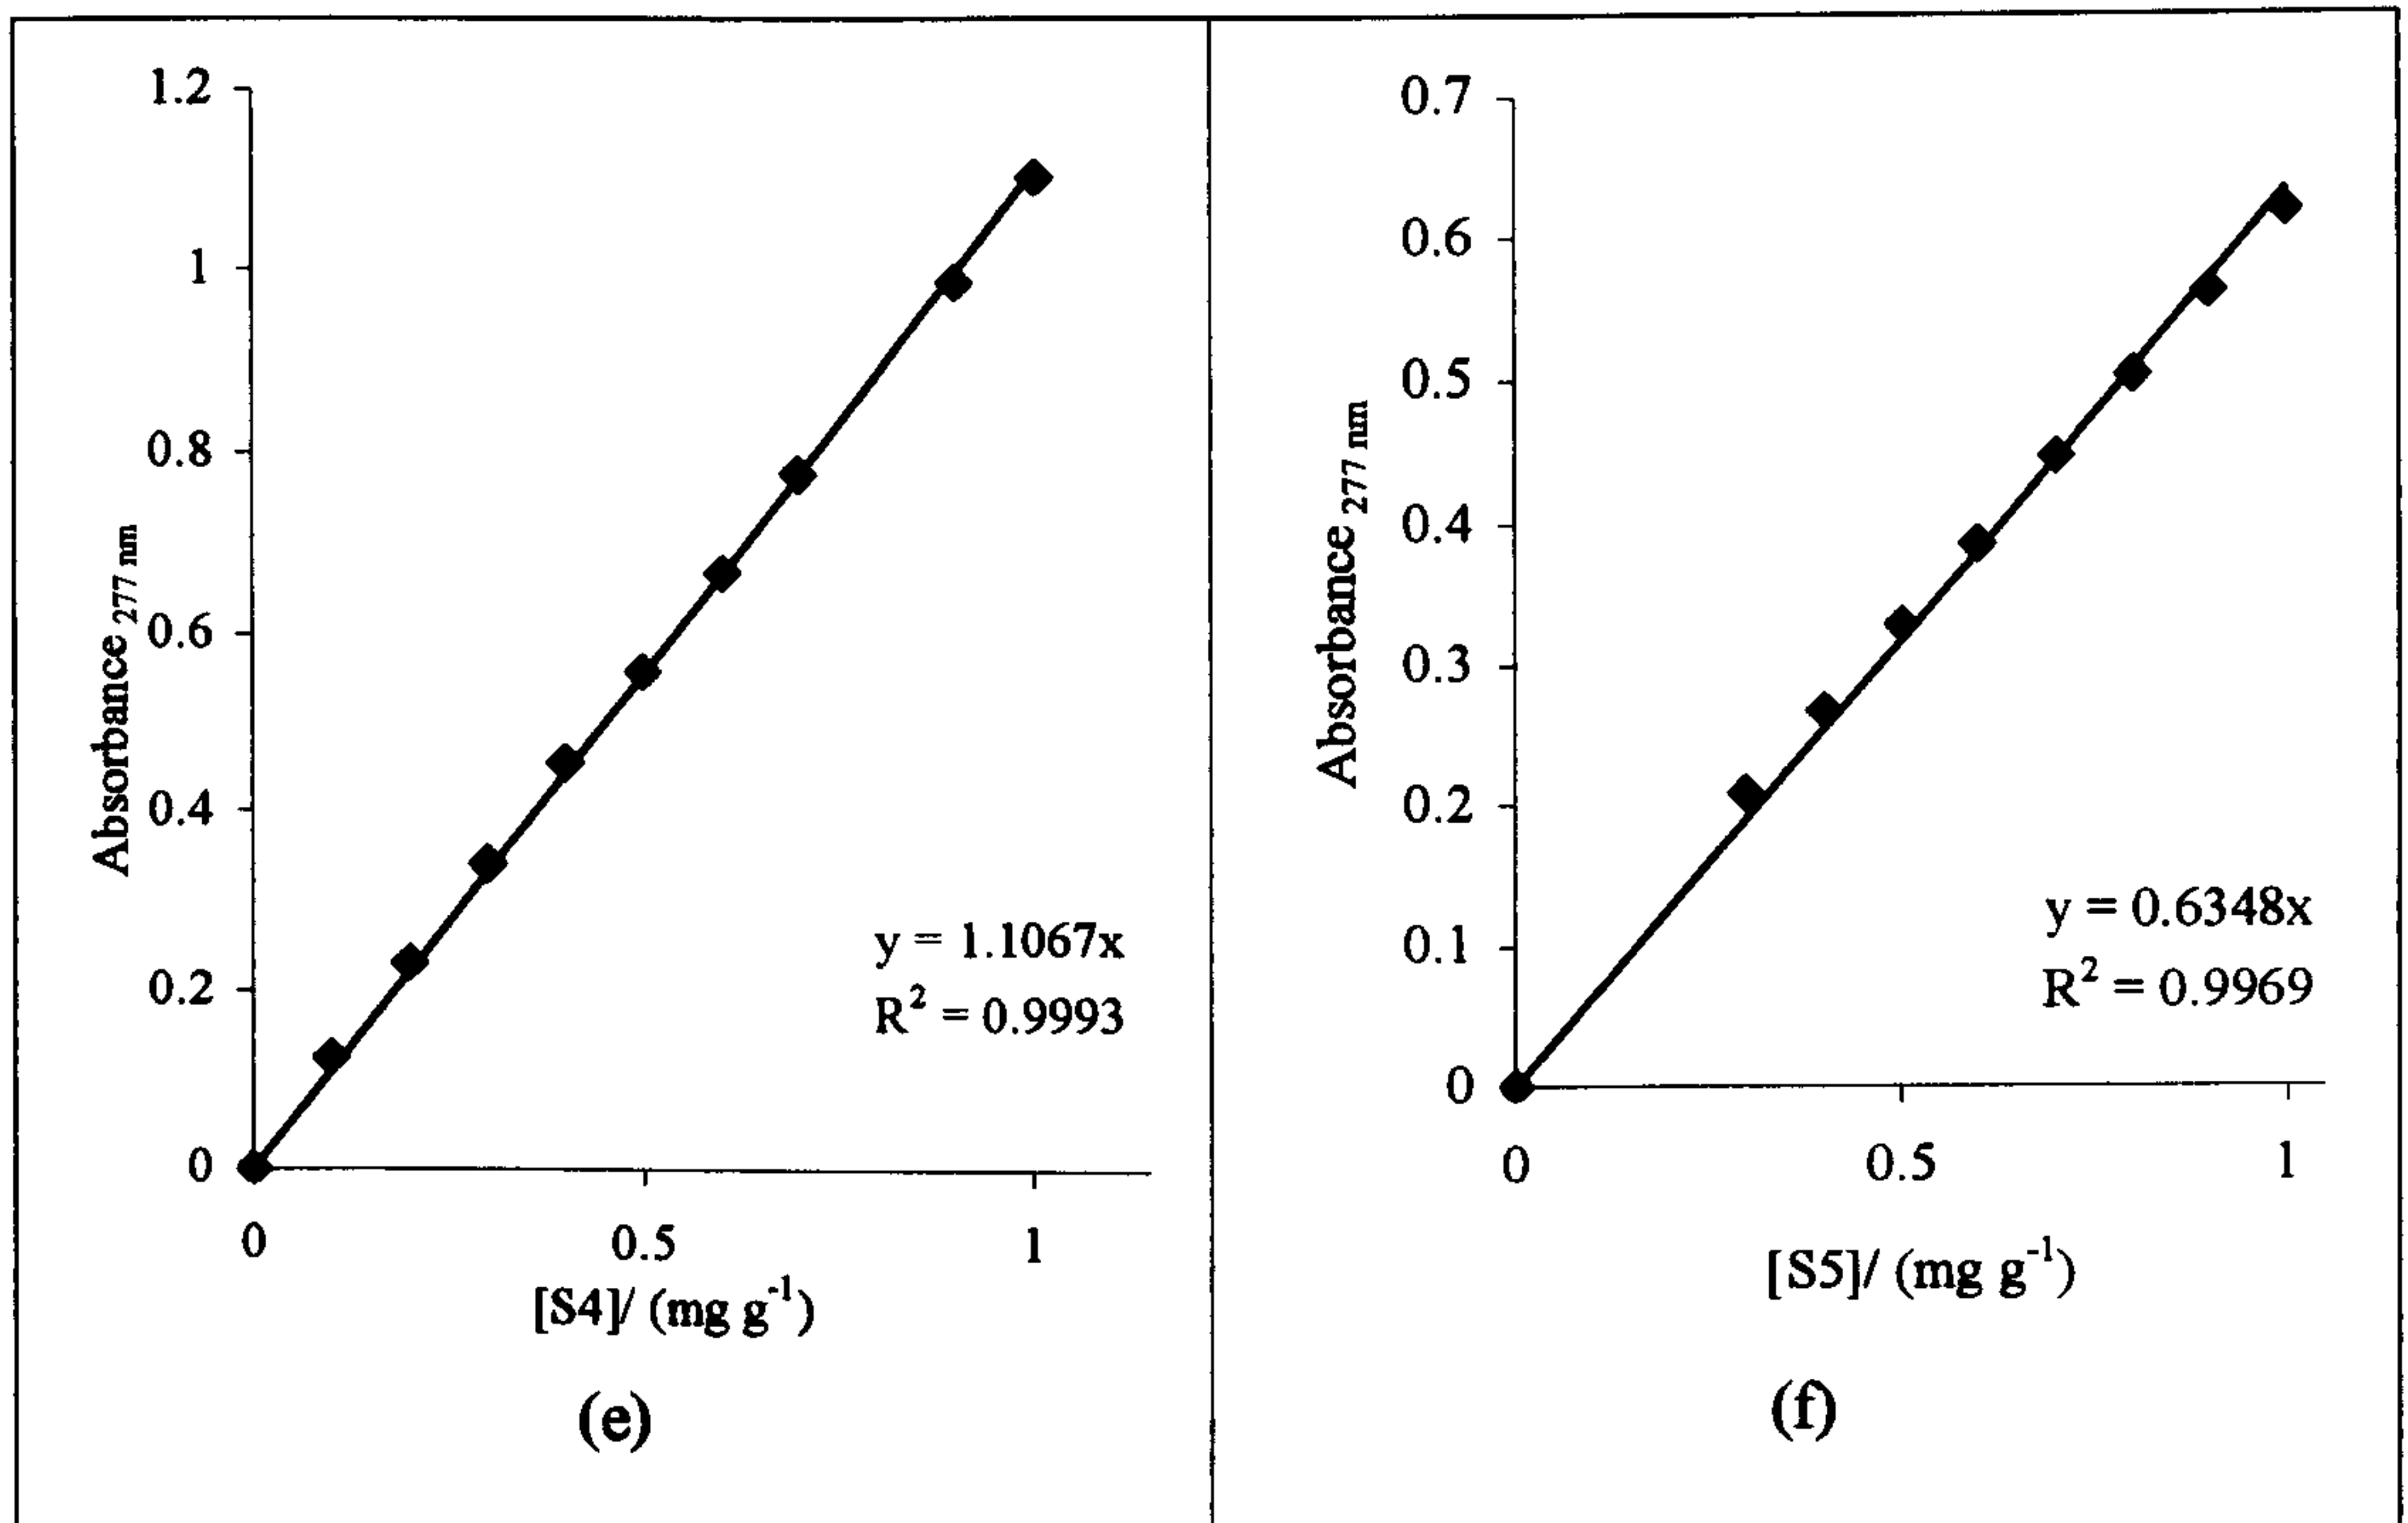 1.2
1
0.8
0.6
0.4
0.2
0
Absorbance 277 nm
y = 1.1067x
R² = 0.9993
0 0.5 1
[S4]/ (mg g⁻¹)
(e)
0.7
0.6
0.5
0.4
0.3
0.2
0.1
0
Absorbance 277 nm
y = 0.6348x
R² = 0.9969
0 0.5 1
[S5]/ (mg g⁻¹)
(f)